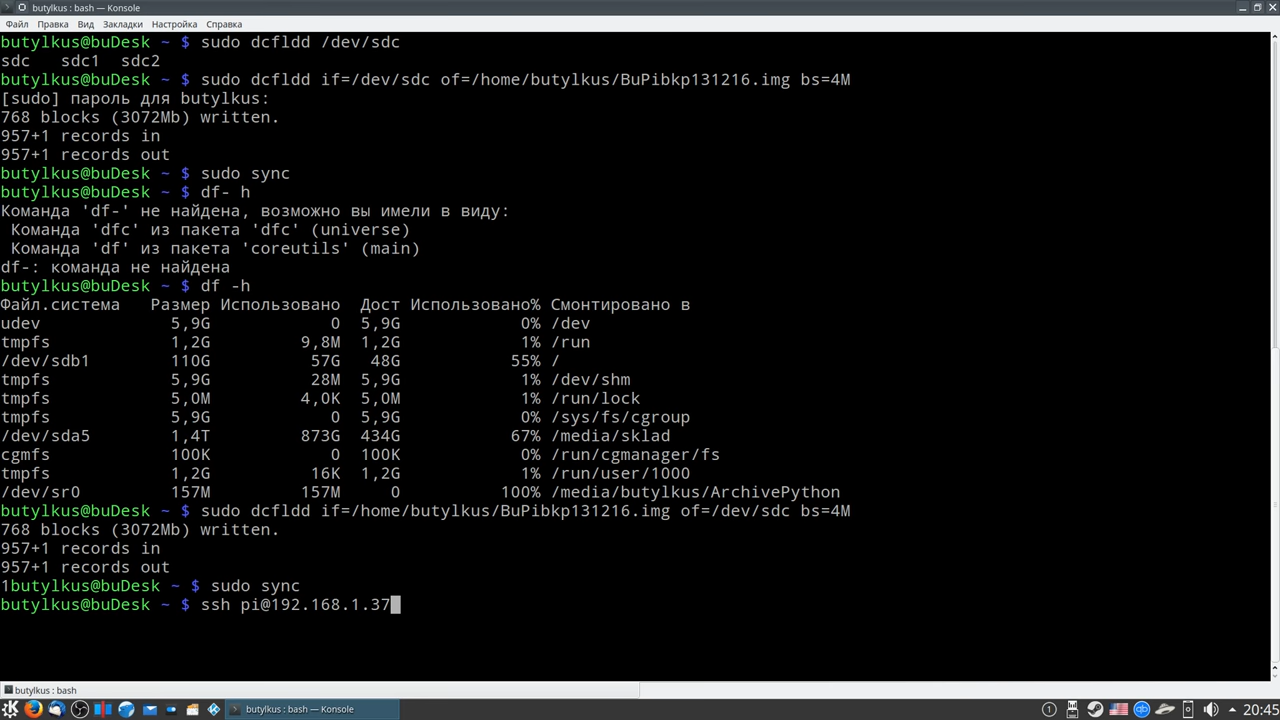 butylkus : bash — Konsole
Файл Правка Вид Закладки Настройка Справка
butylkus@buDesk ~ $ sudo dcfldd /dev/sdc
sdc sdc1 sdc2
butylkus@buDesk ~ $ sudo dcfldd if=/dev/sdc of=/home/butylkus/BuPibkp131216.img bs=4M
[sudo] пароль для butylkus:
768 blocks (3072Mb) written.
957+1 records in
957+1 records out
butylkus@buDesk ~ $ sudo sync
butylkus@buDesk ~ $ df- h
Команда 'df-' не найдена, возможно вы имели в виду:
Команда 'dfc' из пакета 'dfc' (universe)
Команда 'df' из пакета 'coreutils' (main)
df-: команда не найдена
butylkus@buDesk ~ $ df -h
Файл.система Размер Использовано Дост Использовано% Смонтировано в
udev 5,9G 0 5,9G 0% /dev
tmpfs 1,2G 9,8M 1,2G 1% /run
/dev/sdb1 110G 57G 48G 55% /
tmpfs 5,9G 28M 5,9G 1% /dev/shm
tmpfs 5,0M 4,0K 5,0M 1% /run/lock
tmpfs 5,9G 0 5,9G 0% /sys/fs/cgroup
/dev/sda5 1,4T 873G 434G 67% /media/sklad
cgmfs 100K 0 100K 0% /run/cgmanager/fs
tmpfs 1,2G 16K 1,2G 1% /run/user/1000
/dev/sr0 157M 157M 0 100% /media/butylkus/ArchivePython
butylkus@buDesk ~ $ sudo dcfldd if=/home/butylkus/BuPibkp131216.img of=/dev/sdc bs=4M
768 blocks (3072Mb) written.
957+1 records in
957+1 records out
1butylkus@buDesk ~ $ sudo sync
butylkus@buDesk ~ $ ssh pi@192.168.1.37
butylkus : bash
butylkus : bash — Konsole 1 20:45